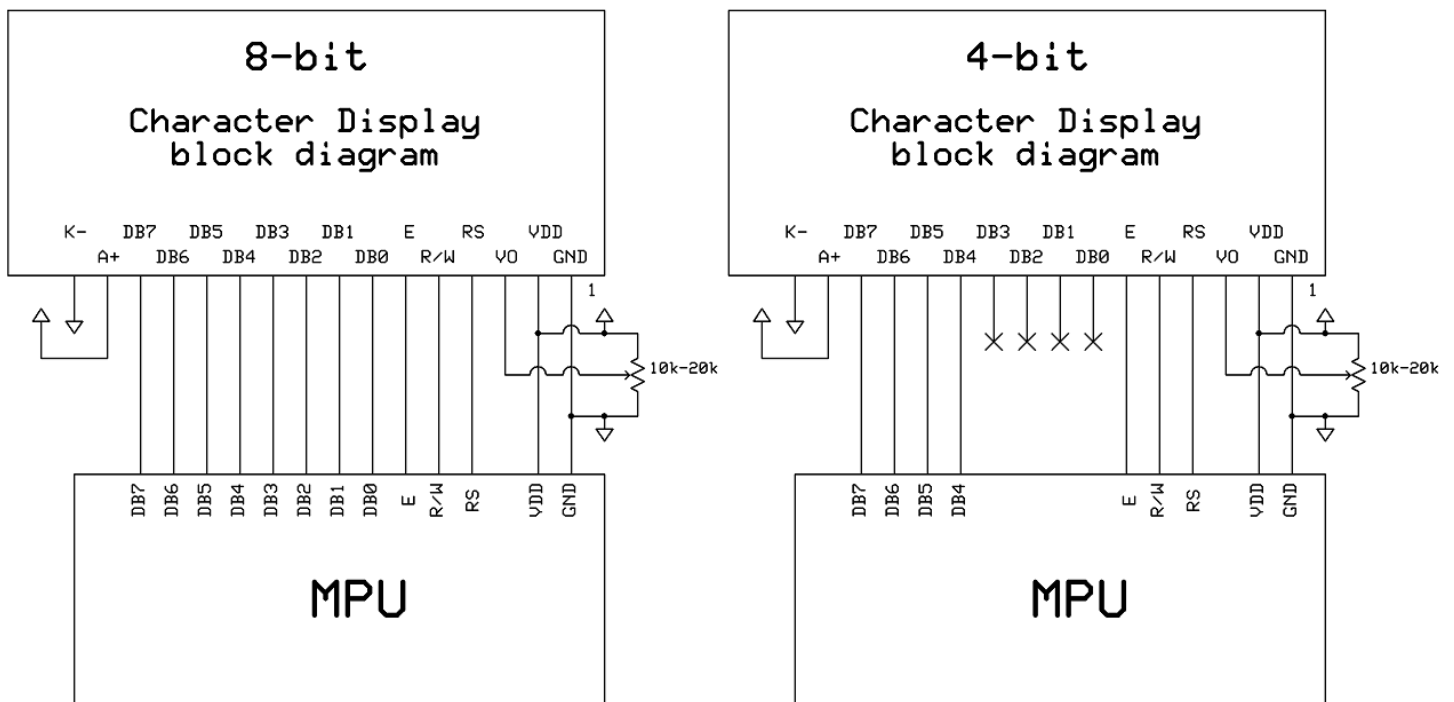 8-bit
Character Display
block diagram
K- DB7 DB5 DB3 DB1 E RS VDD
A+ DB6 DB4 DB2 DB0 R/W VO GND
1
10k-20k
DB7 DB6 DB5 DB4 DB3 DB2 DB1 DB0 E R/W RS VDD GND
MPU
4-bit
Character Display
block diagram
K- DB7 DB5 DB3 DB1 E RS VDD
A+ DB6 DB4 DB2 DB0 R/W VO GND
1
10k-20k
DB7 DB6 DB5 DB4 E R/W RS VDD GND
MPU